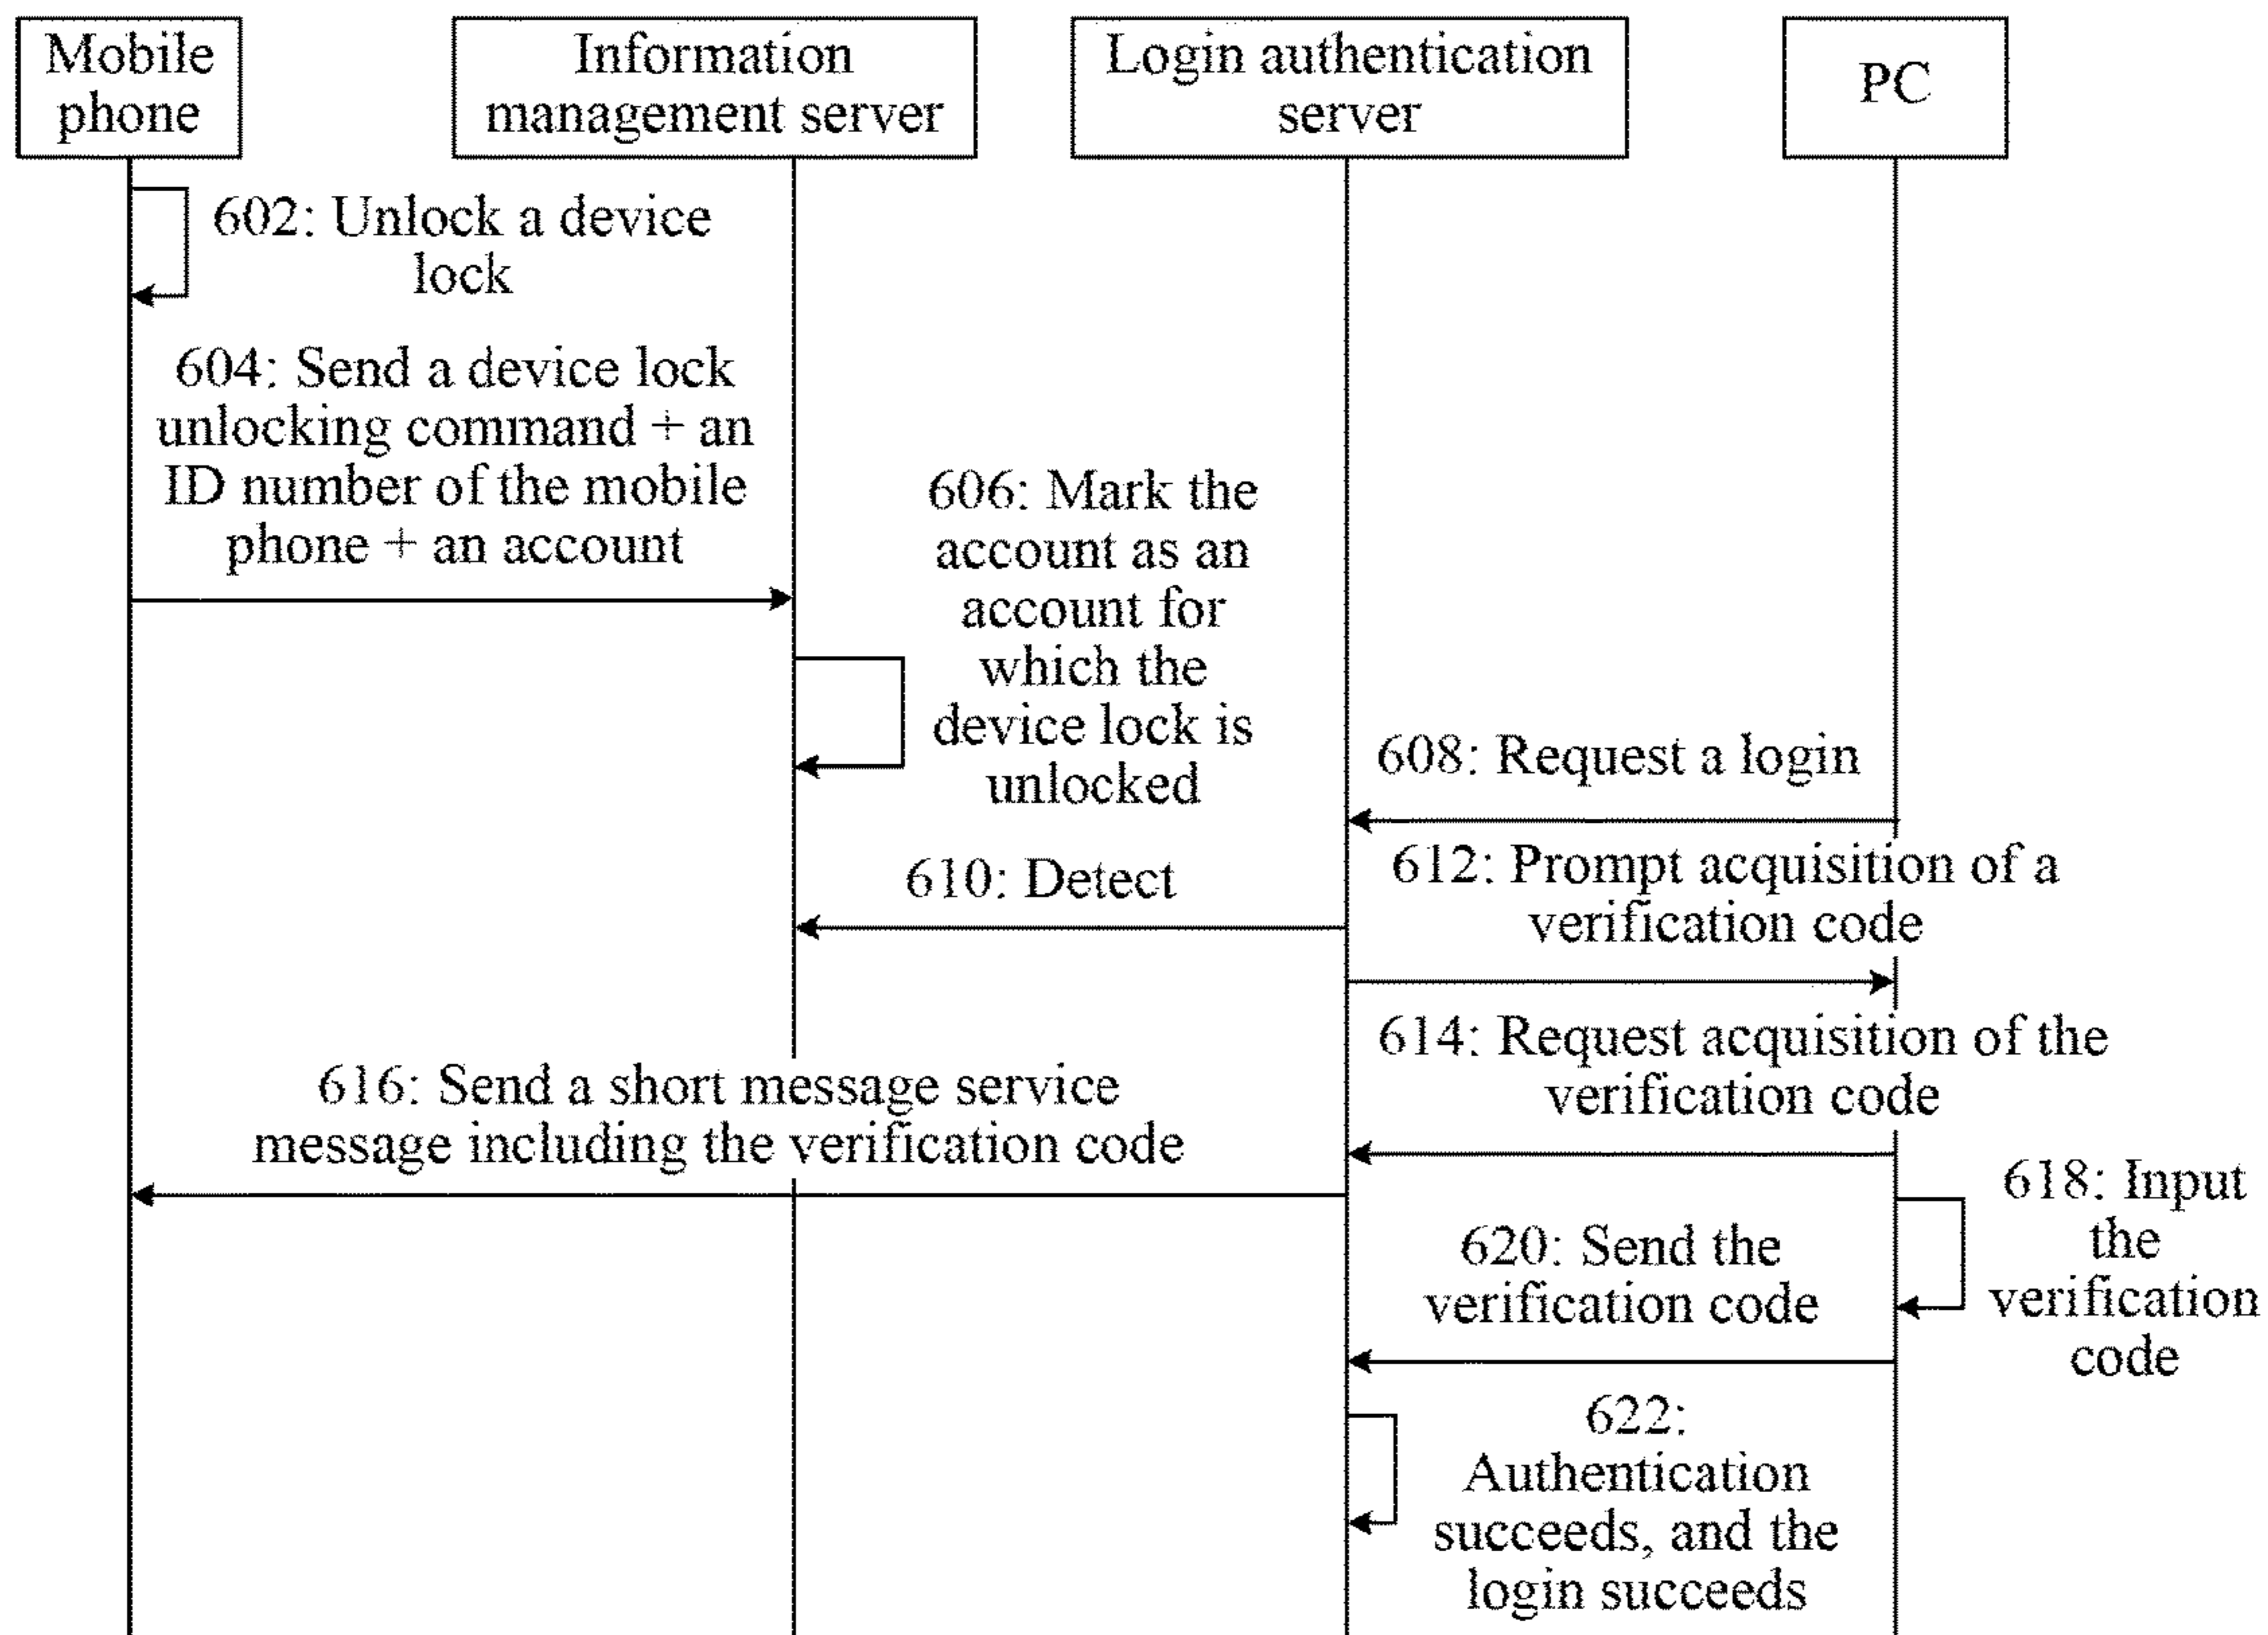 Mobile
phone
Information
management server
Login authentication
server
PC
602: Unlock a device
lock
604: Send a device lock
unlocking command + an
ID number of the mobile
phone + an account
606: Mark the
account as an
account for
which the
device lock is
unlocked
608: Request a login
610: Detect
612: Prompt acquisition of a
verification code
614: Request acquisition of the
verification code
616: Send a short message service
message including the verification code
618: Input
the
verification
code
620: Send the
verification code
622:
Authentication
succeeds, and the
login succeeds